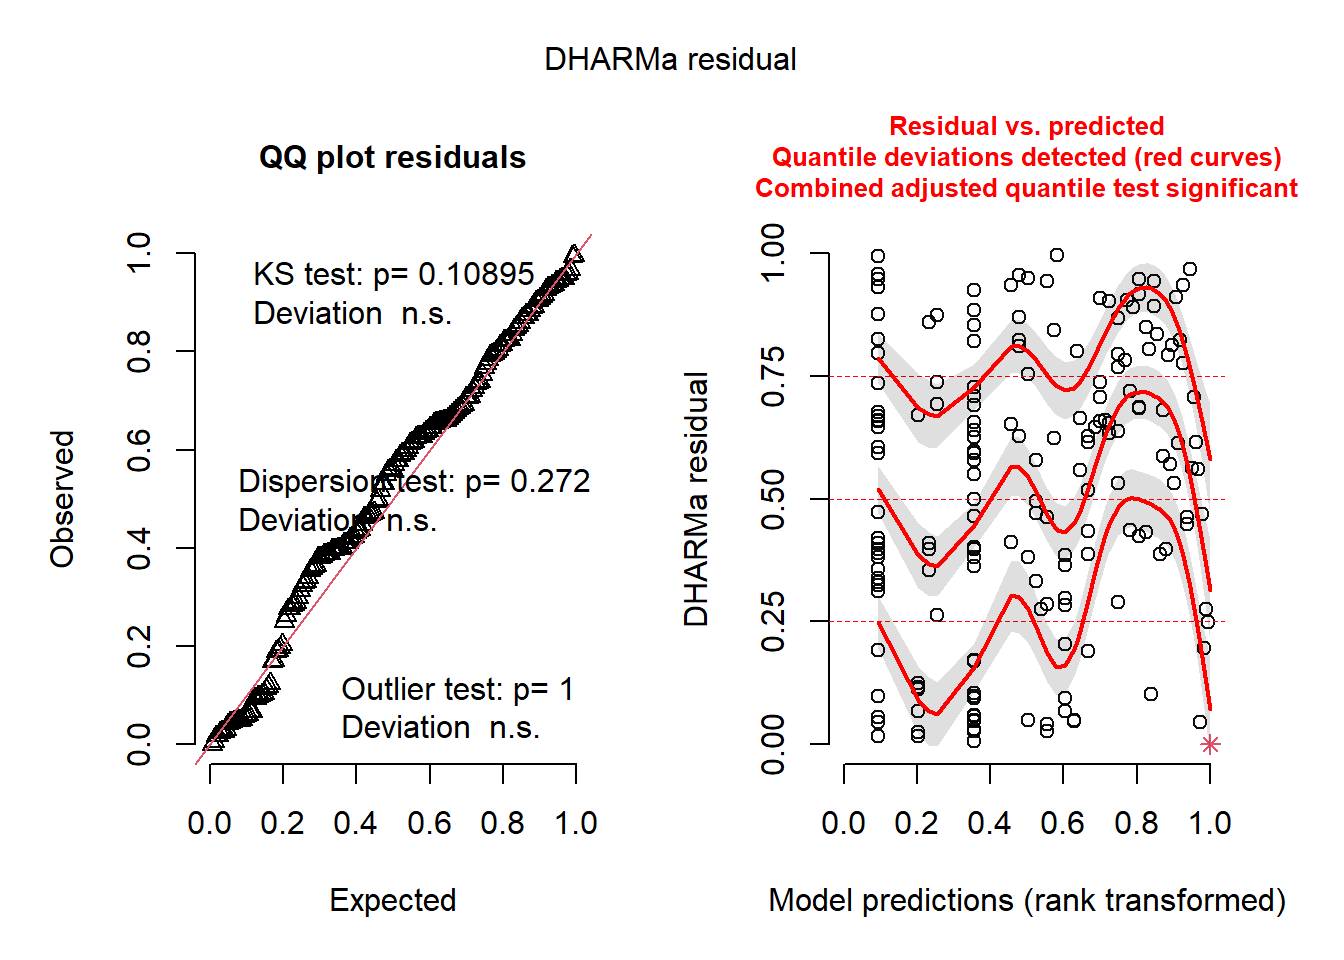 DHARMa residual
QQ plot residuals
KS test: p= 0.10895
Deviation  n.s.
Dispersion test: p= 0.272
Deviation  n.s.
Outlier test: p= 1
Deviation  n.s.
Observed
0.0
0.2
0.4
0.6
0.8
1.0
0.0 0.2 0.4 0.6 0.8 1.0
Expected
Residual vs. predicted
Quantile deviations detected (red curves)
Combined adjusted quantile test significant
DHARMa residual
0.00
0.25
0.50
0.75
1.00
0.0 0.2 0.4 0.6 0.8 1.0
Model predictions (rank transformed)